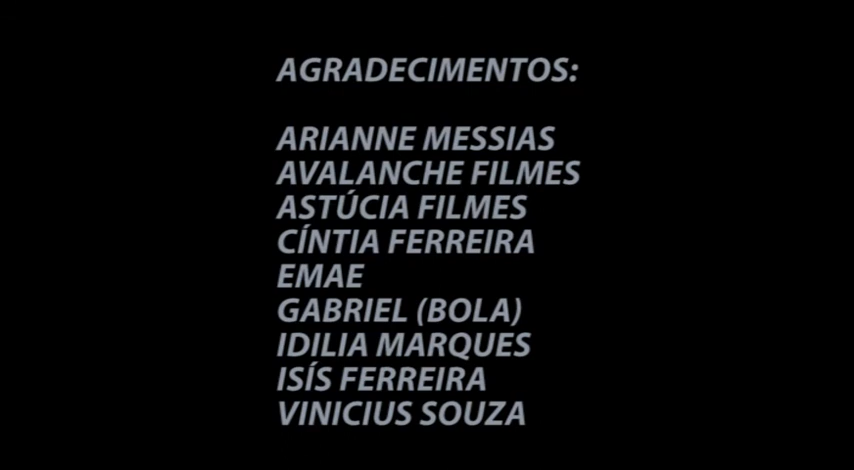 AGRADECIMENTOS:
ARIANNE MESSIAS
AVALANCHE FILMES
ASTÚCIA FILMES
CÍNTIA FERREIRA
EMAE
GABRIEL (BOLA)
IDILIA MARQUES
ISÍS FERREIRA
VINICIUS SOUZA